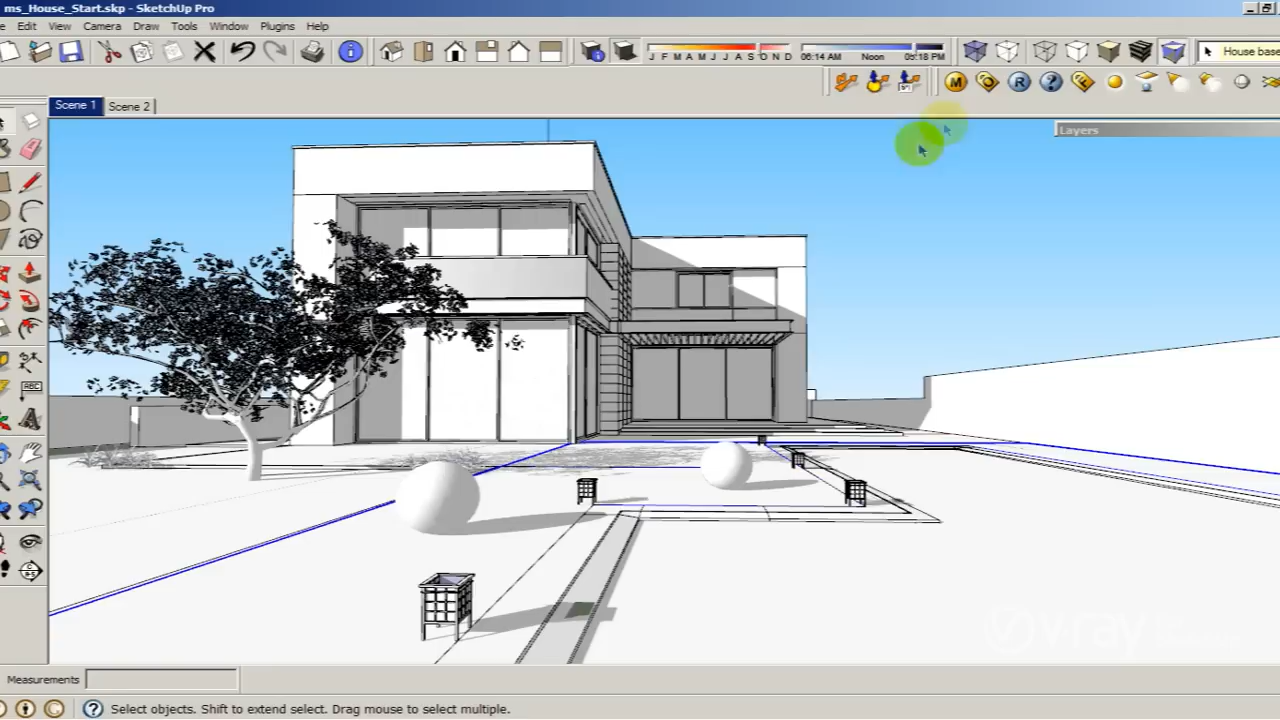 ms_House_Start.skp - SketchUp Pro
Edit View Camera Draw Tools Window Plugins Help
J F M A M J J A S O N D 06:14 AM Noon 05:18 PM
House base
M R ?
Scene 1 Scene 2
Layers
ABC
v·ray
Measurements
Select objects. Shift to extend select. Drag mouse to select multiple.